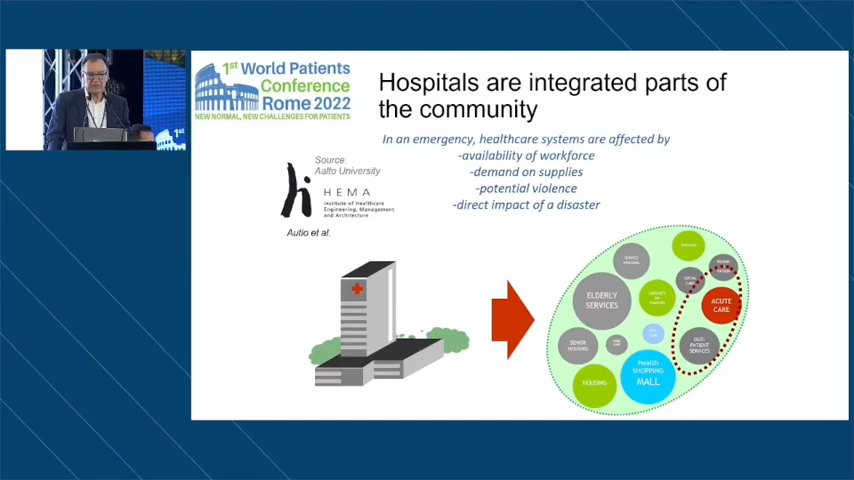 1st World Patients
Conference
Rome 2022
NEW NORMAL, NEW CHALLENGES FOR PATIENTS
Hospitals are integrated parts of
the community
In an emergency, healthcare systems are affected by
-availability of workforce
-demand on supplies
-potential violence
-direct impact of a disaster
Source:
Aalto University
HEMA
Institute of Healthcare
Engineering, Management
and Architecture
Autio et al.
SERVICE
HOUSING
ELDERLY
SERVICES
ACUTE
CARE
SENIOR
HOUSING
OUT-
PATIENT
SERVICES
Health
SHOPPING
MALL
HOUSING
1st